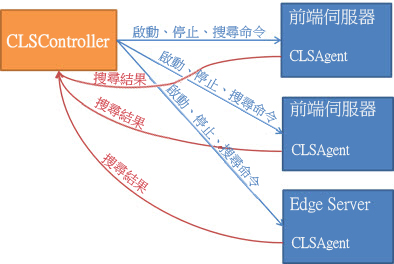 CLSController
啟動、停止、搜尋命令
前端伺服器
CLSAgent
搜尋結果
啟動、停止、搜尋命令
前端伺服器
CLSAgent
搜尋結果
啟動、停止、搜尋命令
Edge Server
CLSAgent
搜尋結果